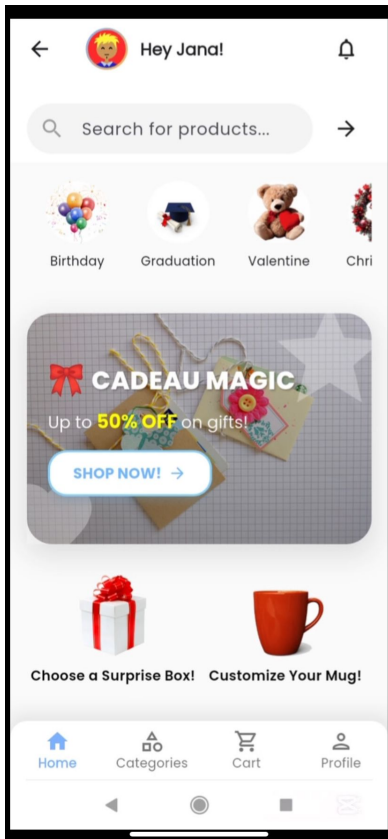 Hey Jana!
Search for products...
Birthday Graduation Valentine Chri
CADEAU MAGIC
Up to 50% OFF on gifts!
SHOP NOW!
Choose a Surprise Box! Customize Your Mug!
Home Categories Cart Profile